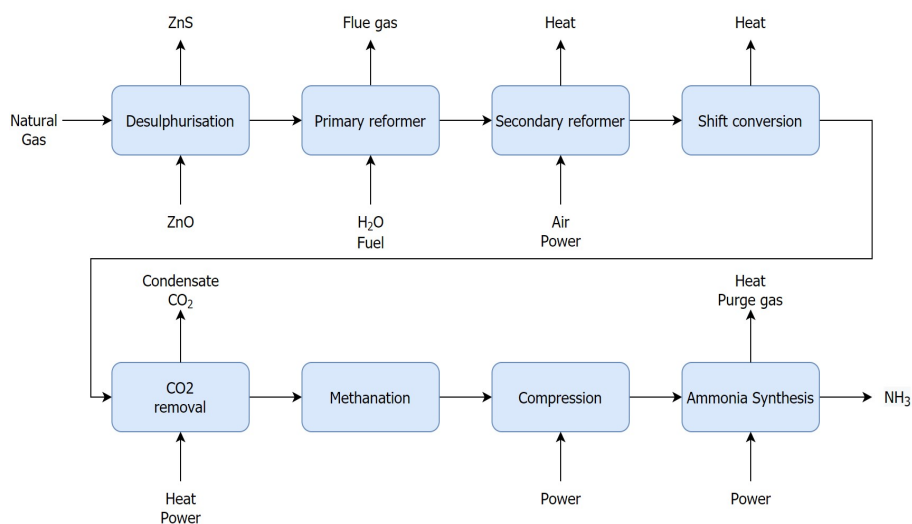 ZnS
Flue gas
Heat
Heat
Natural
Gas
Desulphurisation
Primary reformer
Secondary reformer
Shift conversion
ZnO
H₂O
Fuel
Air
Power
Condensate
CO₂
Heat
Purge gas
CO2
removal
Methanation
Compression
Ammonia Synthesis
NH₃
Heat
Power
Power
Power